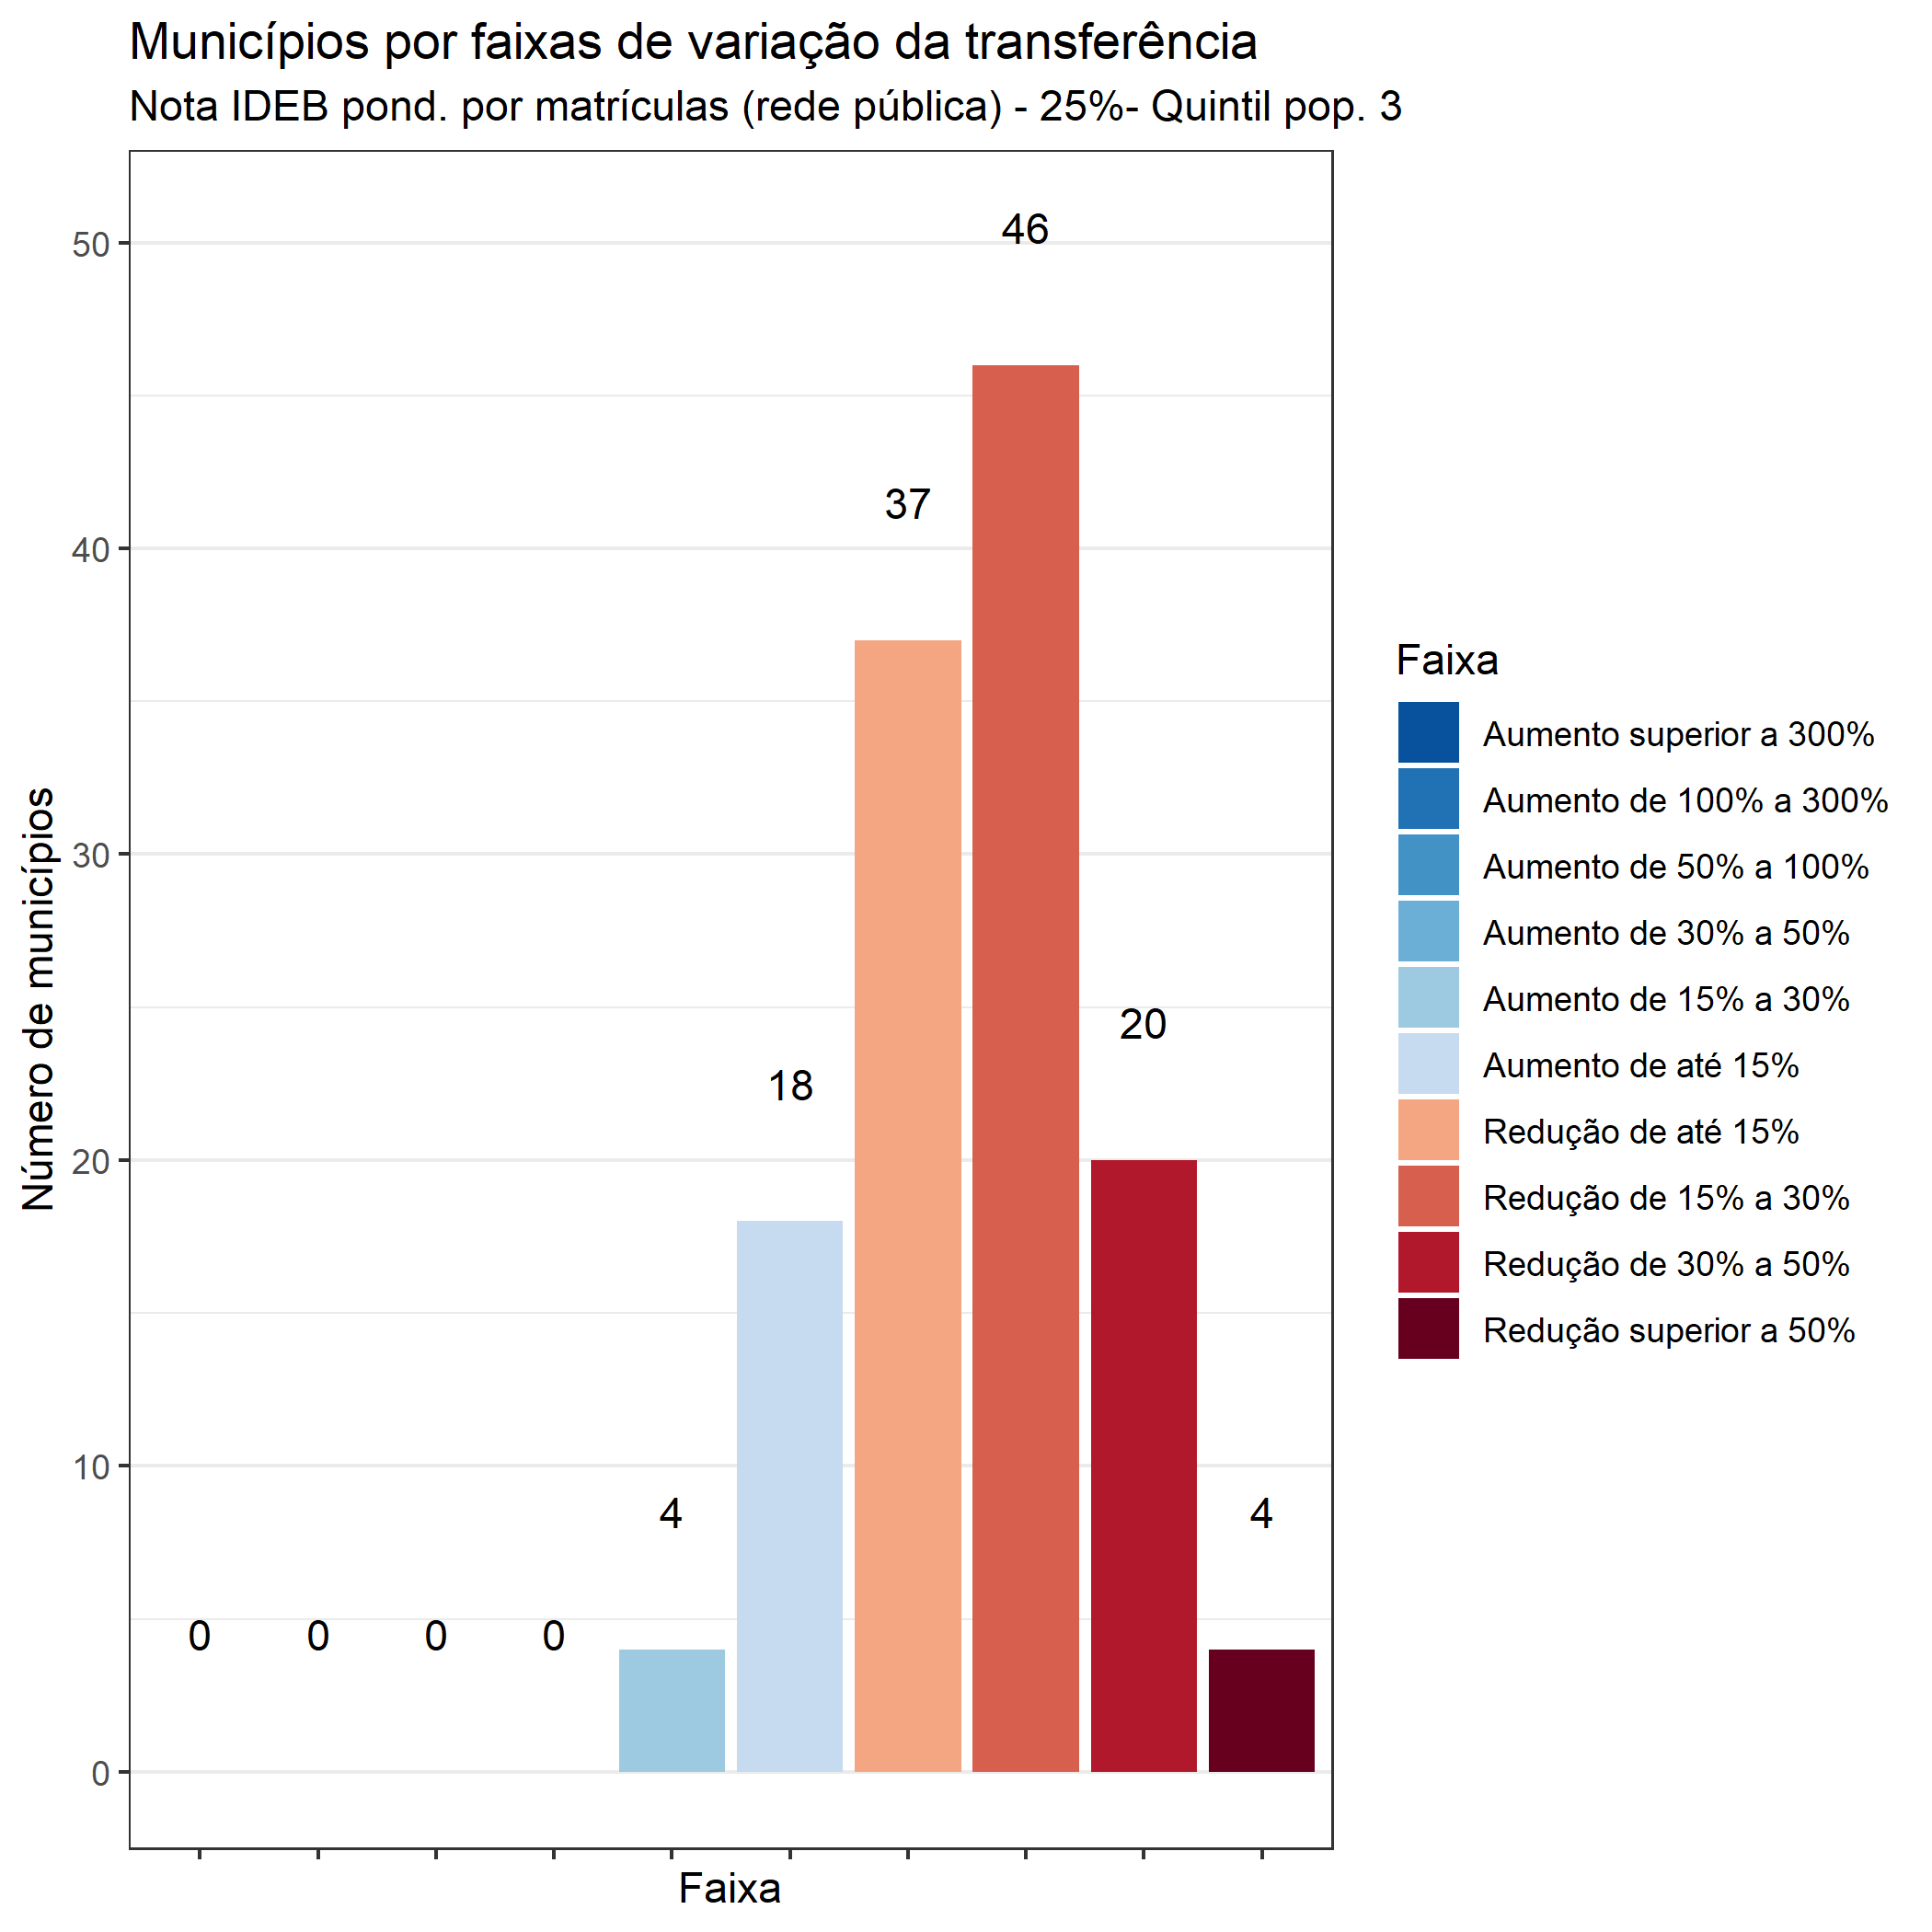 Municípios por faixas de variação da transferência
Nota IDEB pond. por matrículas (rede pública) - 25%- Quintil pop. 3
Número de municípios
50
40
30
20
10
0
0
0
0
0
4
18
37
46
20
4
Faixa
Faixa
Aumento superior a 300%
Aumento de 100% a 300%
Aumento de 50% a 100%
Aumento de 30% a 50%
Aumento de 15% a 30%
Aumento de até 15%
Redução de até 15%
Redução de 15% a 30%
Redução de 30% a 50%
Redução superior a 50%